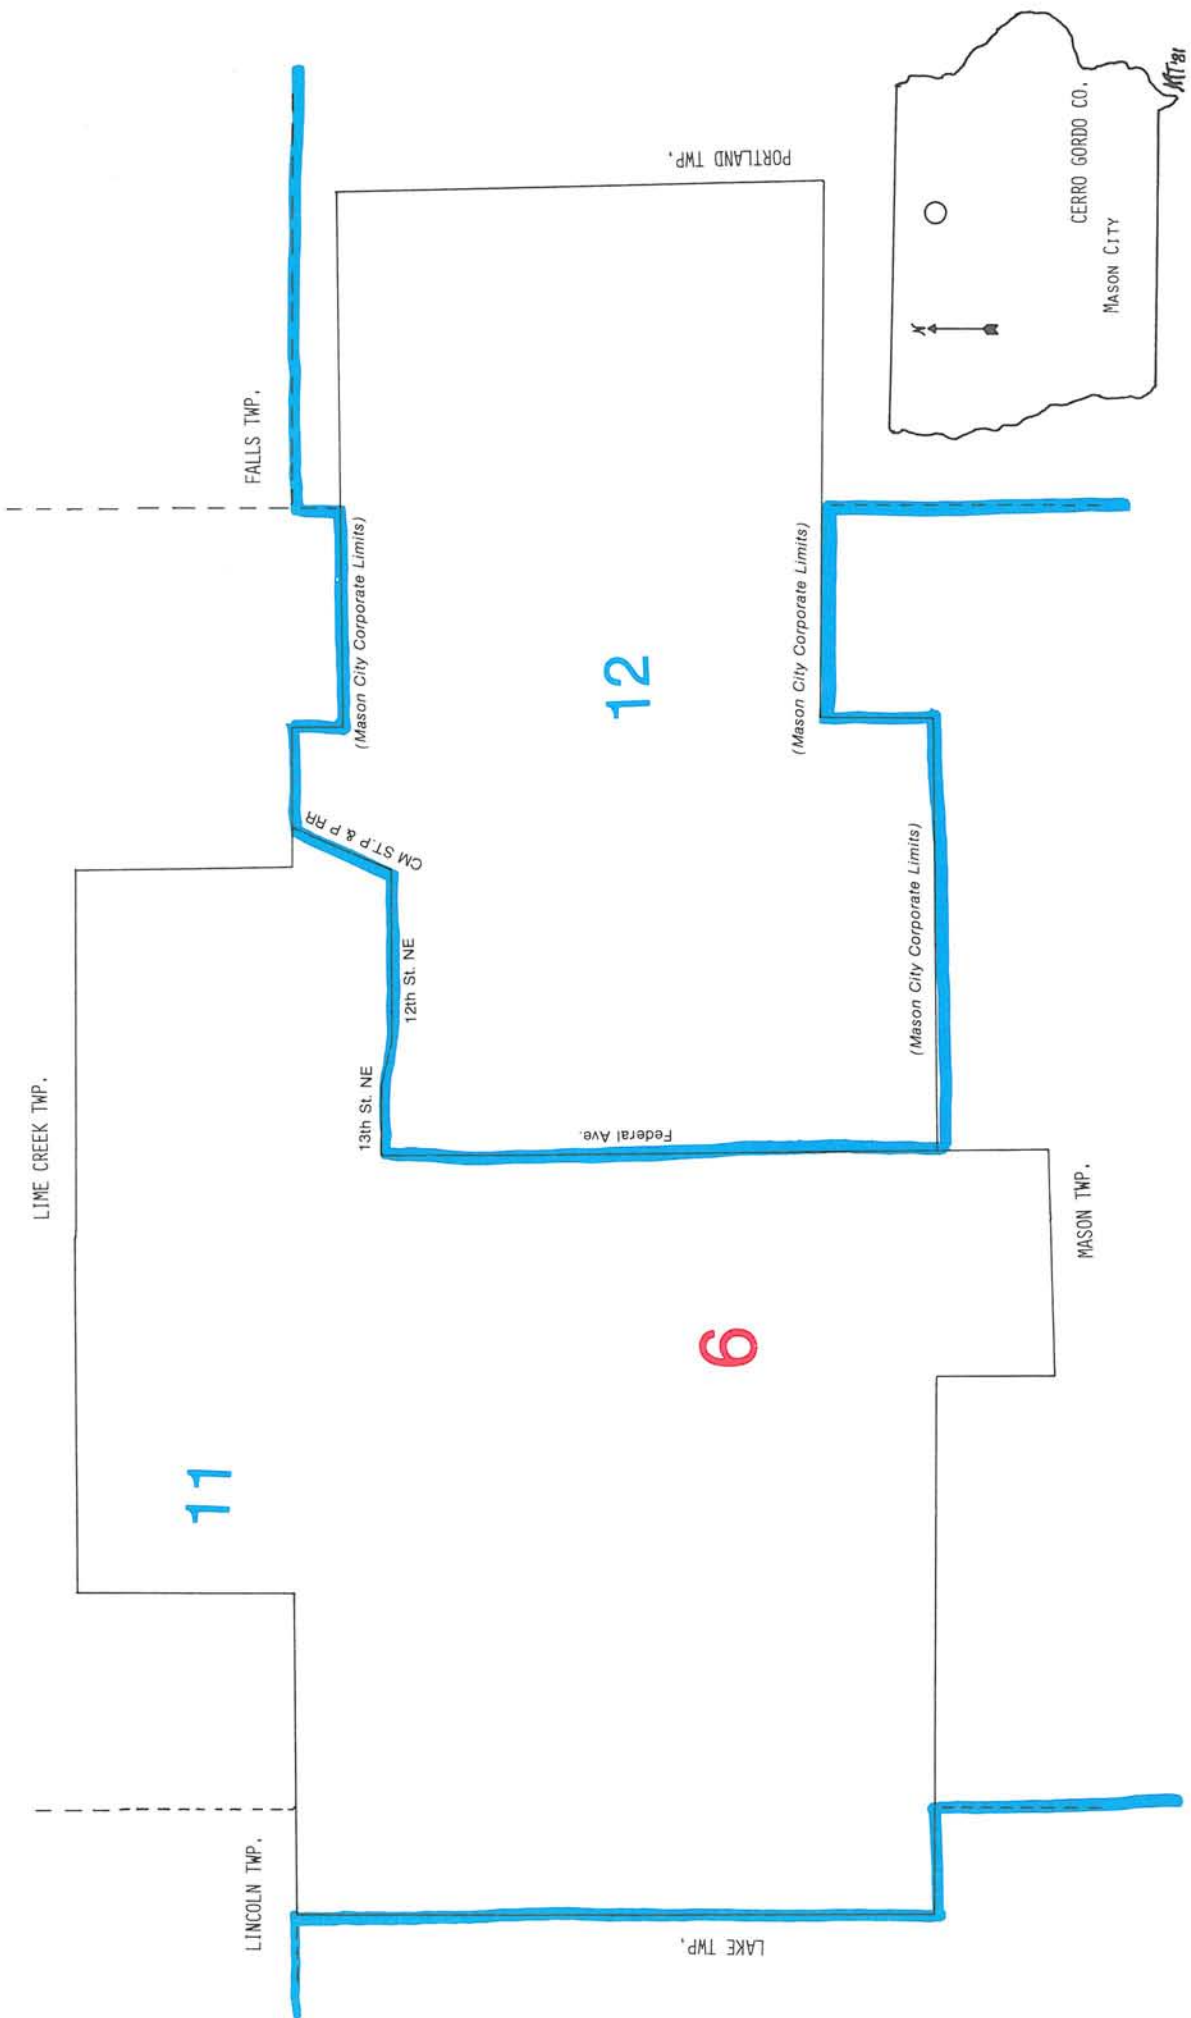 LIME CREEK TWP.
LINCOLN TWP.
FALLS TWP.
11
13th St. NE
12th St. NE
CM ST.P & P RR
(Mason City Corporate Limits)
12
Federal Ave.
6
LAKE TWP.
PORTLAND TWP.
(Mason City Corporate Limits)
(Mason City Corporate Limits)
MASON TWP.
N
CERRO GORDO CO.
MASON CITY